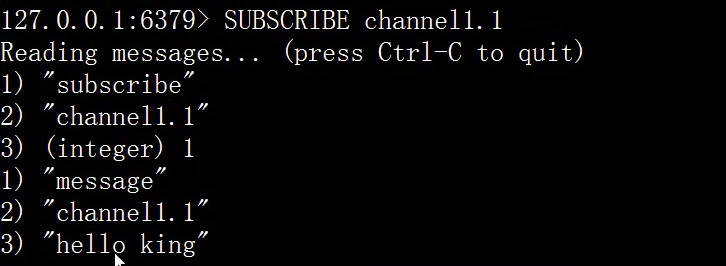 127.0.0.1:6379> SUBSCRIBE channel1.1
Reading messages... (press Ctrl-C to quit)
1) "subscribe"
2) "channel1.1"
3) (integer) 1
1) "message"
2) "channel1.1"
3) "hello king"